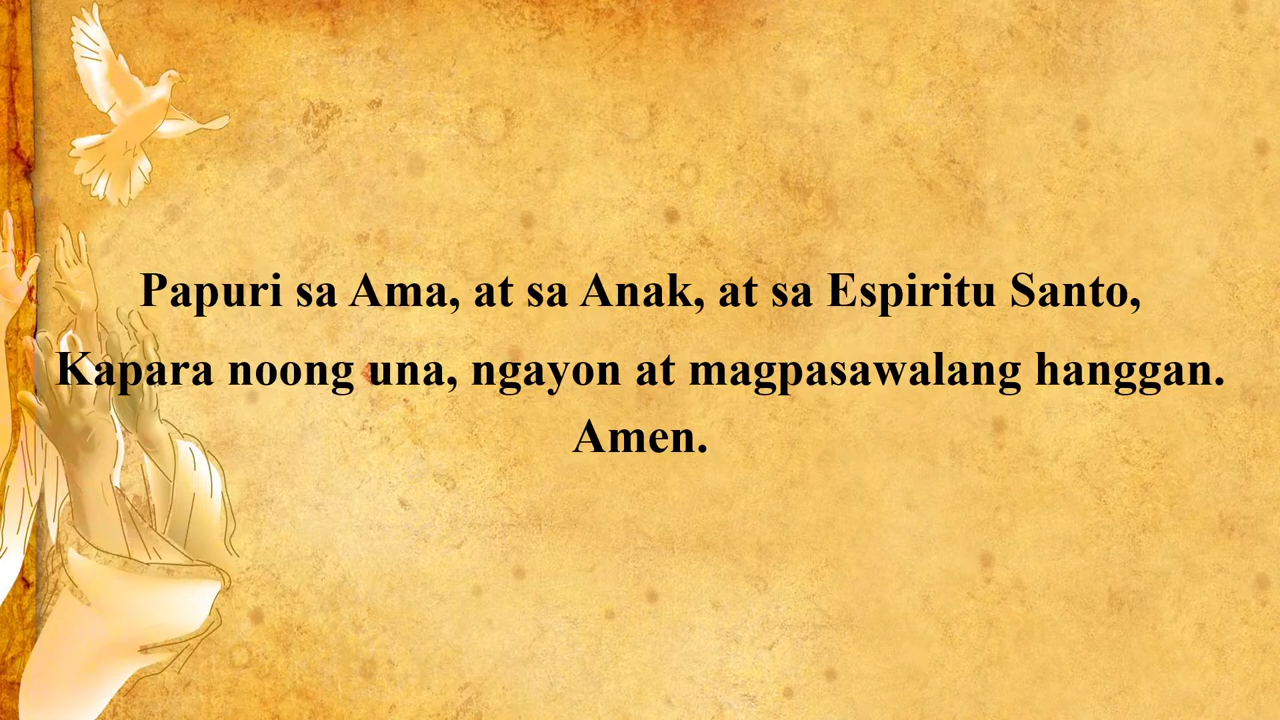 Papuri sa Ama, at sa Anak, at sa Espiritu Santo,
Kapara noong una, ngayon at magpasawalang hanggan.
Amen.